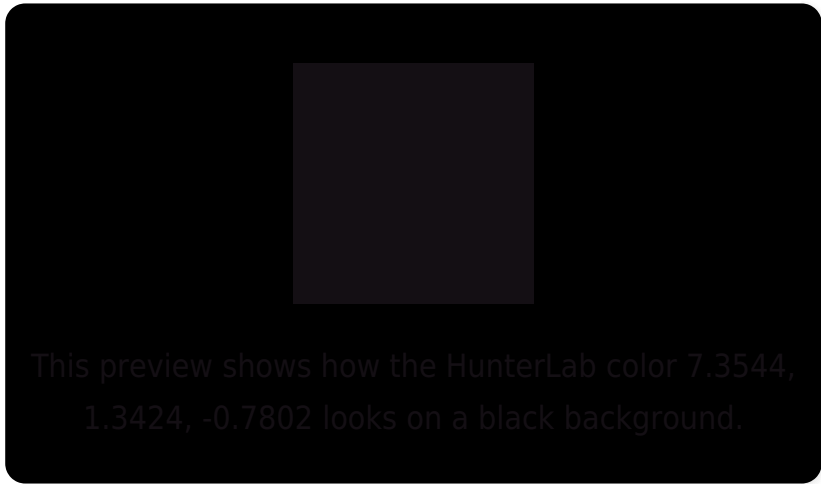 This preview shows how the HunterLab color 7.3544,
1.3424, -0.7802 looks on a black background.